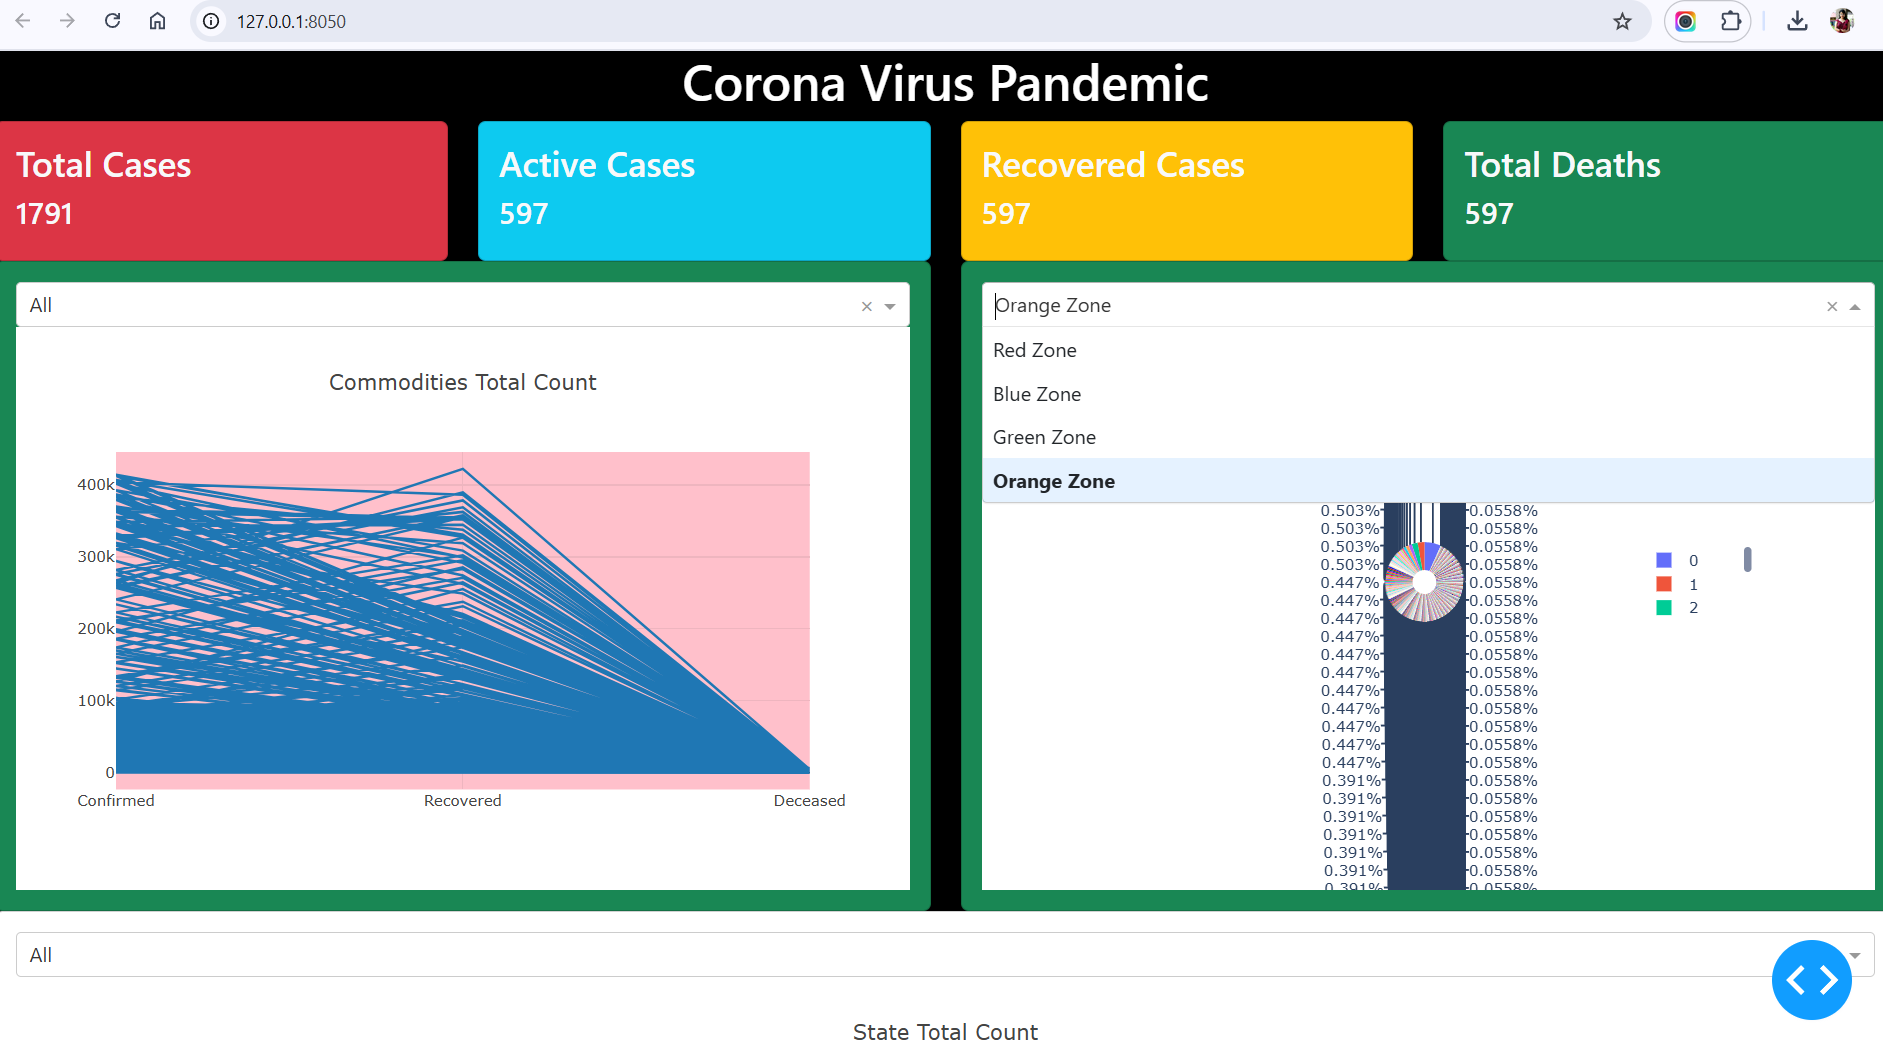 127.0.0.1:8050
Corona Virus Pandemic
Total Cases
1791
Active Cases
597
Recovered Cases
597
Total Deaths
597
All
Commodities Total Count
400k
300k
200k
100k
0
Confirmed
Recovered
Deceased
Orange Zone
Red Zone
Blue Zone
Green Zone
Orange Zone
0.503% 0.0558%
0.503% 0.0558%
0.503% 0.0558%
0.503% 0.0558%
0.447% 0.0558%
0.447% 0.0558%
0.447% 0.0558%
0.447% 0.0558%
0.447% 0.0558%
0.447% 0.0558%
0.447% 0.0558%
0.447% 0.0558%
0.447% 0.0558%
0.447% 0.0558%
0.447% 0.0558%
0.391% 0.0558%
0.391% 0.0558%
0.391% 0.0558%
0.391% 0.0558%
0.391% 0.0558%
0.391% 0.0558%
0.391% 0.0558%
0
1
2
All
State Total Count